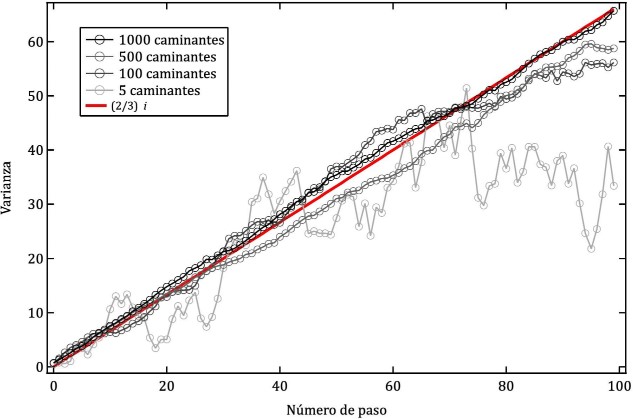 1000 caminantes
500 caminantes
100 caminantes
5 caminantes
(2/3) i
Varianza
60
50
40
30
20
10
0
0 20 40 60 80 100
Número de paso